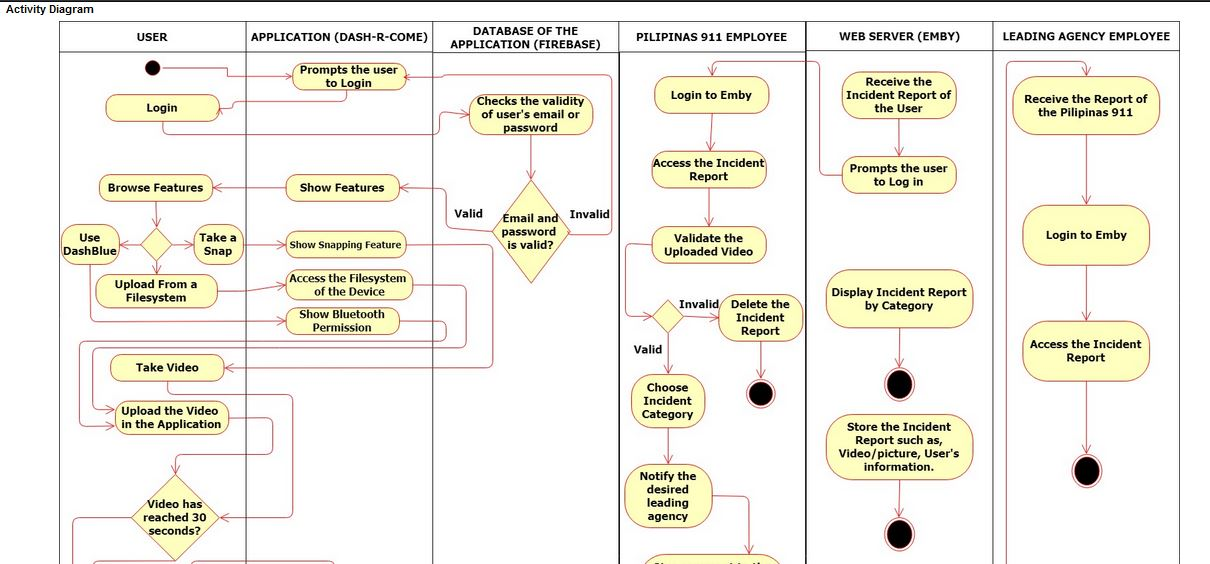 Activity Diagram
USER
APPLICATION (DASH-R-COME)
DATABASE OF THE
APPLICATION (FIREBASE)
PILIPINAS 911 EMPLOYEE
WEB SERVER (EMBY)
LEADING AGENCY EMPLOYEE
Prompts the user
to Login
Login
Checks the validity
of user's email or
password
Browse Features
Show Features
Valid
Email and
password
is valid?
Invalid
Use
DashBlue
Take a
Snap
Show Snapping Feature
Upload From a
Filesystem
Access the Filesystem
of the Device
Show Bluetooth
Permission
Take Video
Upload the Video
in the Application
Video has
reached 30
seconds?
Login to Emby
Access the Incident
Report
Validate the
Uploaded Video
Invalid
Delete the
Incident
Report
Valid
Choose
Incident
Category
Notify the
desired
leading
agency
Receive the
Incident Report of
the User
Prompts the user
to Log in
Display Incident Report
by Category
Store the Incident
Report such as,
Video/picture, User's
information.
Receive the Report of
the Pilipinas 911
Login to Emby
Access the Incident
Report